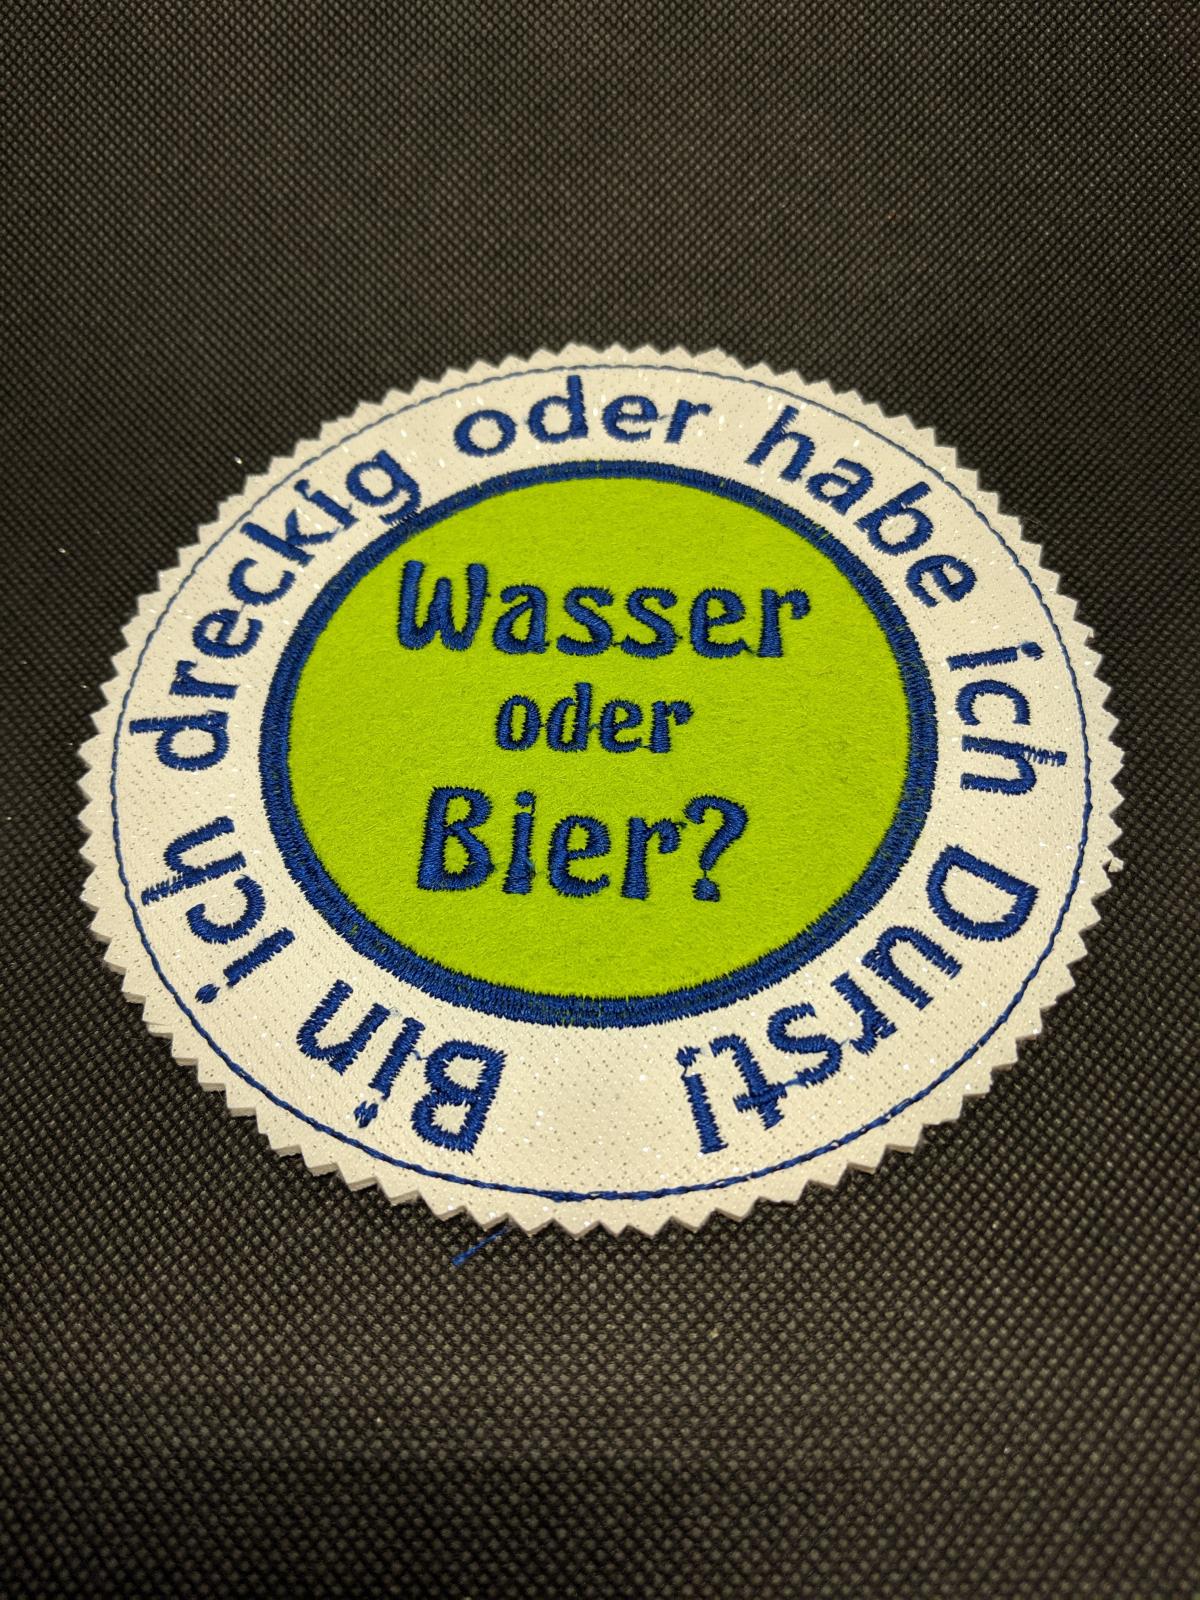 Bin ich dreckig oder habe ich Durst!
Wasser
oder
Bier?